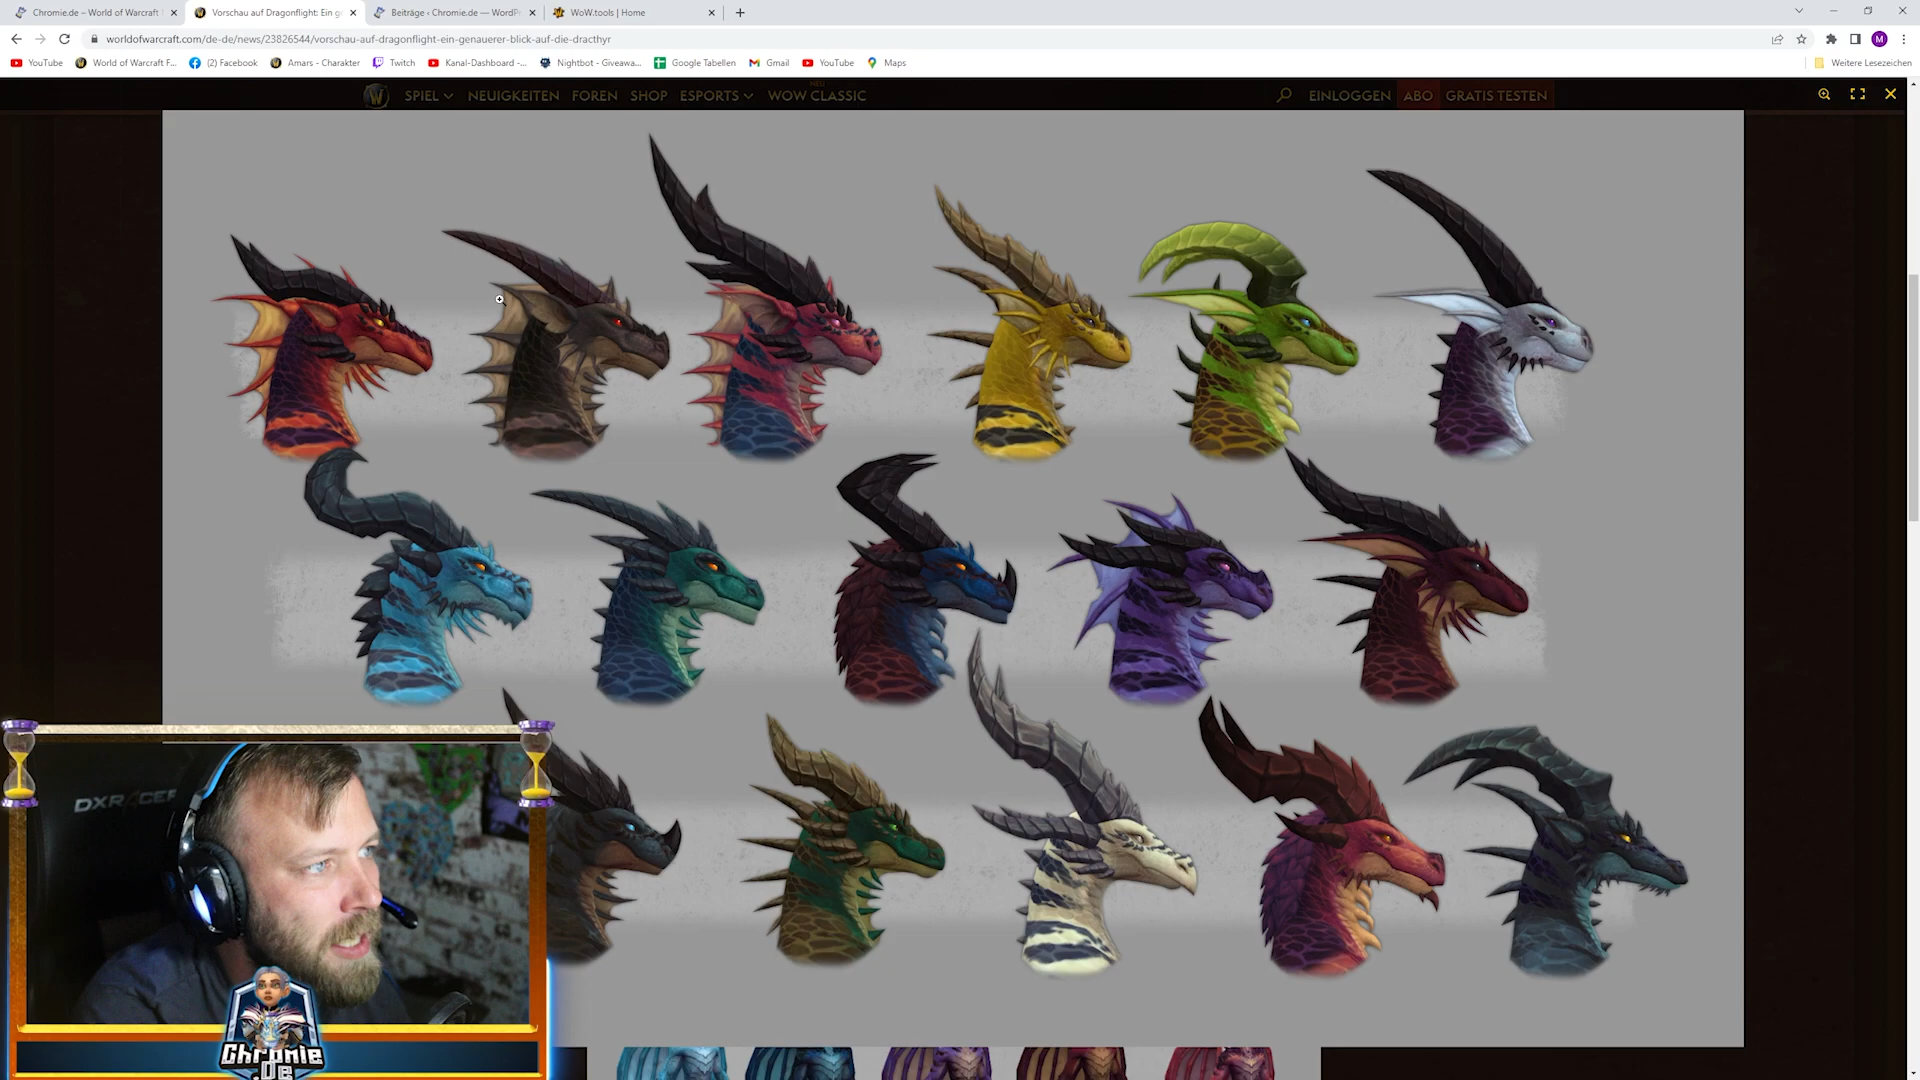 Chromie.de – World of Warcraft
Vorschau auf Dragonflight: Ein g
Beiträge ‹ Chromie.de — WordPr
WoW.tools | Home
worldofwarcraft.com/de-de/news/23826544/vorschau-auf-dragonflight-ein-genauerer-blick-auf-die-dracthyr
M
YouTube
World of Warcraft F...
(2) Facebook
Amars - Charakter
Twitch
Kanal-Dashboard -...
Nightbot - Giveawa...
Google Tabellen
Gmail
YouTube
Maps
Weitere Lesezeichen
SPIEL
NEUIGKEITEN
FOREN
SHOP
ESPORTS
NEU
WOW CLASSIC
EINLOGGEN
ABO
GRATIS TESTEN
DXRACER
Chromie
.De